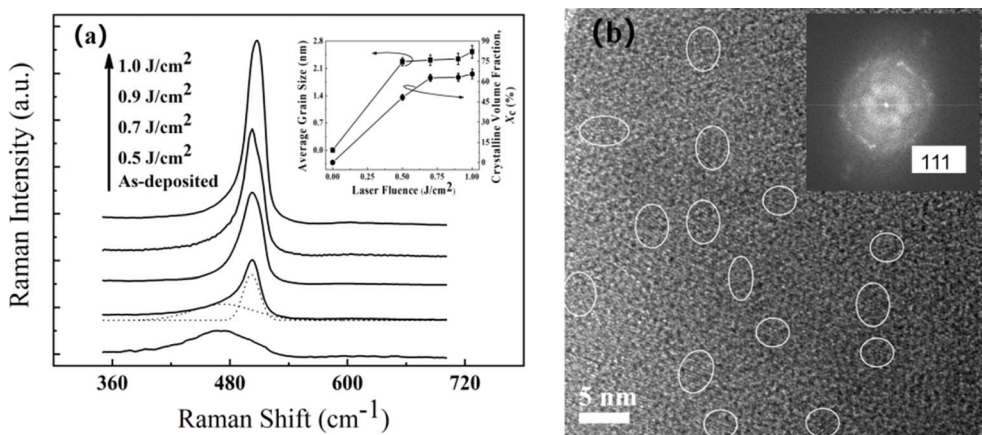 (a)
1.0 J/cm²
0.9 J/cm²
0.7 J/cm²
0.5 J/cm²
As-deposited
Raman Intensity (a.u.)
360
480
600
720
Raman Shift (cm⁻¹)
Average Grain Size (nm)
2.8
2.1
1.4
0.7
0.0
Crystalline Volume Fraction,
X_c (%)
90
75
60
45
30
15
0
0.00
0.25
0.50
0.75
1.00
Laser Fluence (J/cm²)
(b)
111
5 nm